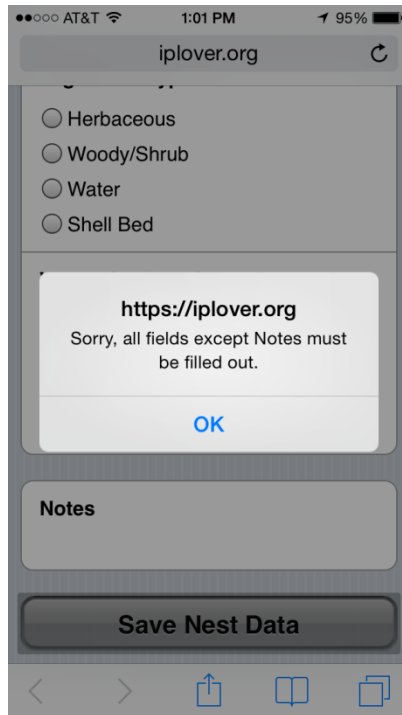 AT&T 1:01 PM 95%
iplover.org
Herbaceous
Woody/Shrub
Water
Shell Bed
https://iplover.org
Sorry, all fields except Notes must
be filled out.
OK
Notes
Save Nest Data